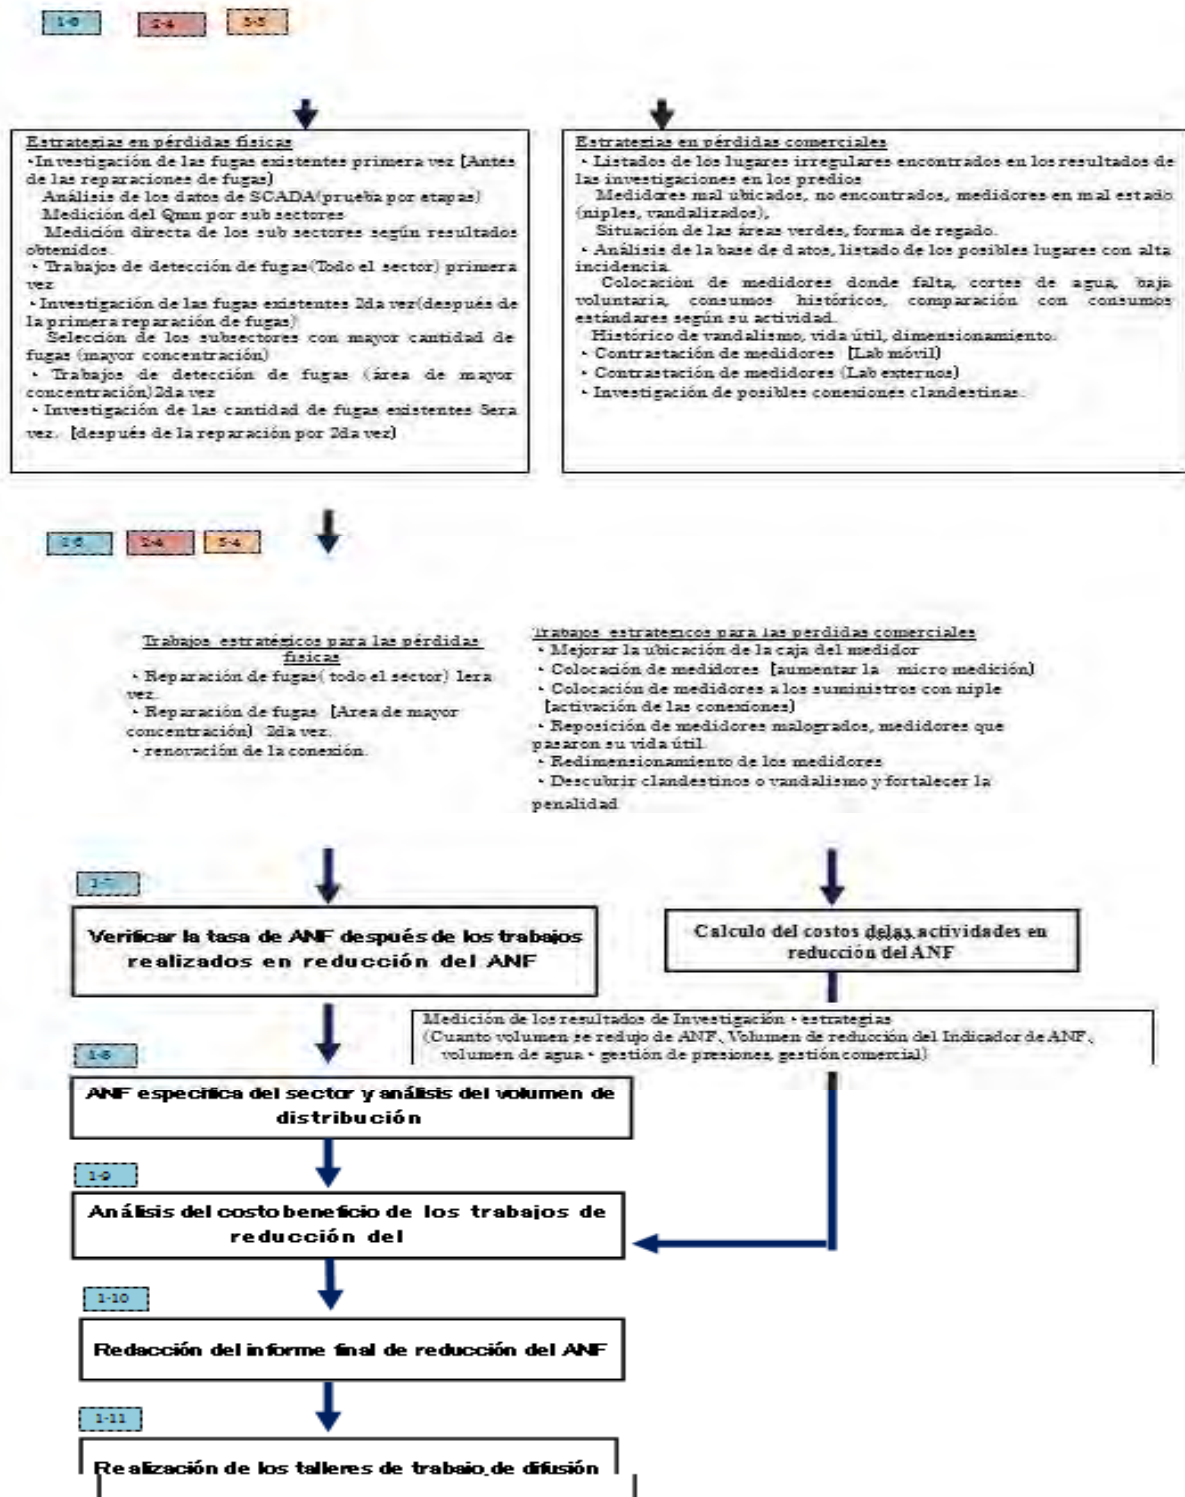 2-4
Estrategias en pérdidas fisicas
•Investigación de las fugas existentes primera vez [Antes
de las reparaciones de fugas]
Análisis de los datos de SCADA(prueba por etapas)
Medición del Qmn por sub sectores
Medición directa de los sub sectores según resultados
obtenidos.
• Trabajos de detección de fugas(Todo el sector) primera
vez
• Investigación de las fugas existentes 2da vez(después de
la primera reparación de fugas)
Selección de los subsectores con mayor cantidad de
fugas (mayor concentración)
• Trabajos de detección de fugas (área de mayor
concentración)2da vez
• Investigación de las cantidad de fugas existentes 3era
vez. [después de la reparación por 2da vez)
Estrategias en pérdidas comerciales
• Listados de los lugares irregulares encontrados en los resultados de
las investigaciones en los predios
Medidores mal ubicados, no encontrados, medidores en mal estado
(niples, vandalizados),
Situación de las áreas verdes, forma de regado.
• Análisis de la base de datos, listado de los posibles lugares con alta
incidencia.
Colocación de medidores donde falta, cortes de agua, baja
voluntaria, consumos históricos, comparación con consumos
estándares según su actividad.
Histórico de vandalismo, vida útil, dimensionamiento.
• Contrastación de medidores [Lab móvil)
• Contrastación de medidores (Lab externos)
• Investigación de posibles conexiones clandestinas.
2-4
3-4
Trabajos estratégicos para las pérdidas
fisicas
• Reparación de fugas( todo el sector) 1era
vez.
• Reparación de fugas [Area de mayor
concentración) 2da vez.
• renovación de la conexión.
Trabajos estrategicos para las perdidas comerciales
• Mejorar la ubicación de la caja del medidor
• Colocación de medidores [aumentar la micro medición)
• Colocación de medidores a los suministros con niple
[activación de las conexiones)
• Reposición de medidores malogrados, medidores que
pasaron su vida útil.
• Redimensionamiento de los medidores
• Descubrir clandestinos o vandalismo y fortalecer la
penalidad
1-7
Verificar la tasa de ANF después de los trabajos
realizados en reducción del ANF
Calculo del costos delas actividades en
reducción del ANF
Medición de los resultados de Investigación • estrategias
(Cuanto volumen se redujo de ANF、Volumen de reducción del Indicador de ANF、
volumen de agua • gestión de presiones, gestión comercial)
1-8
ANF especifica del sector y análisis del volumen de
distribución
1-9
Análisis del costo beneficio de los trabajos de
reducción del
1-10
Redacción del informe final de reducción del ANF
1-11
Realización de los talleres de trabajo, de difusión